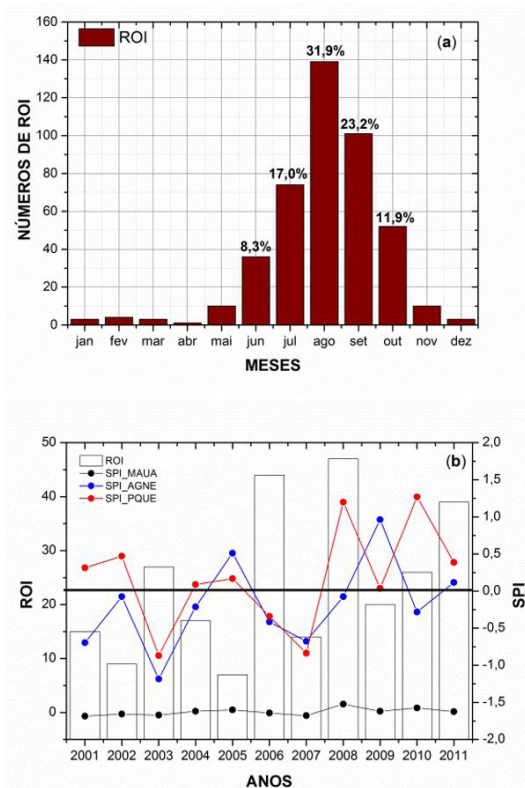 160
140
120
100
80
60
40
20
0
NÚMEROS DE ROI
ROI
(a)
8,3%
17,0%
31,9%
23,2%
11,9%
jan fev mar abr mai jun jul ago set out nov dez
MESES
50
40
30
20
10
0
ROI
ROI
SPI_MAUA
SPI_AGNE
SPI_PQUE
(b)
2,0
1,5
1,0
0,5
0,0
-0,5
-1,0
-1,5
-2,0
SPI
2001 2002 2003 2004 2005 2006 2007 2008 2009 2010 2011
ANOS